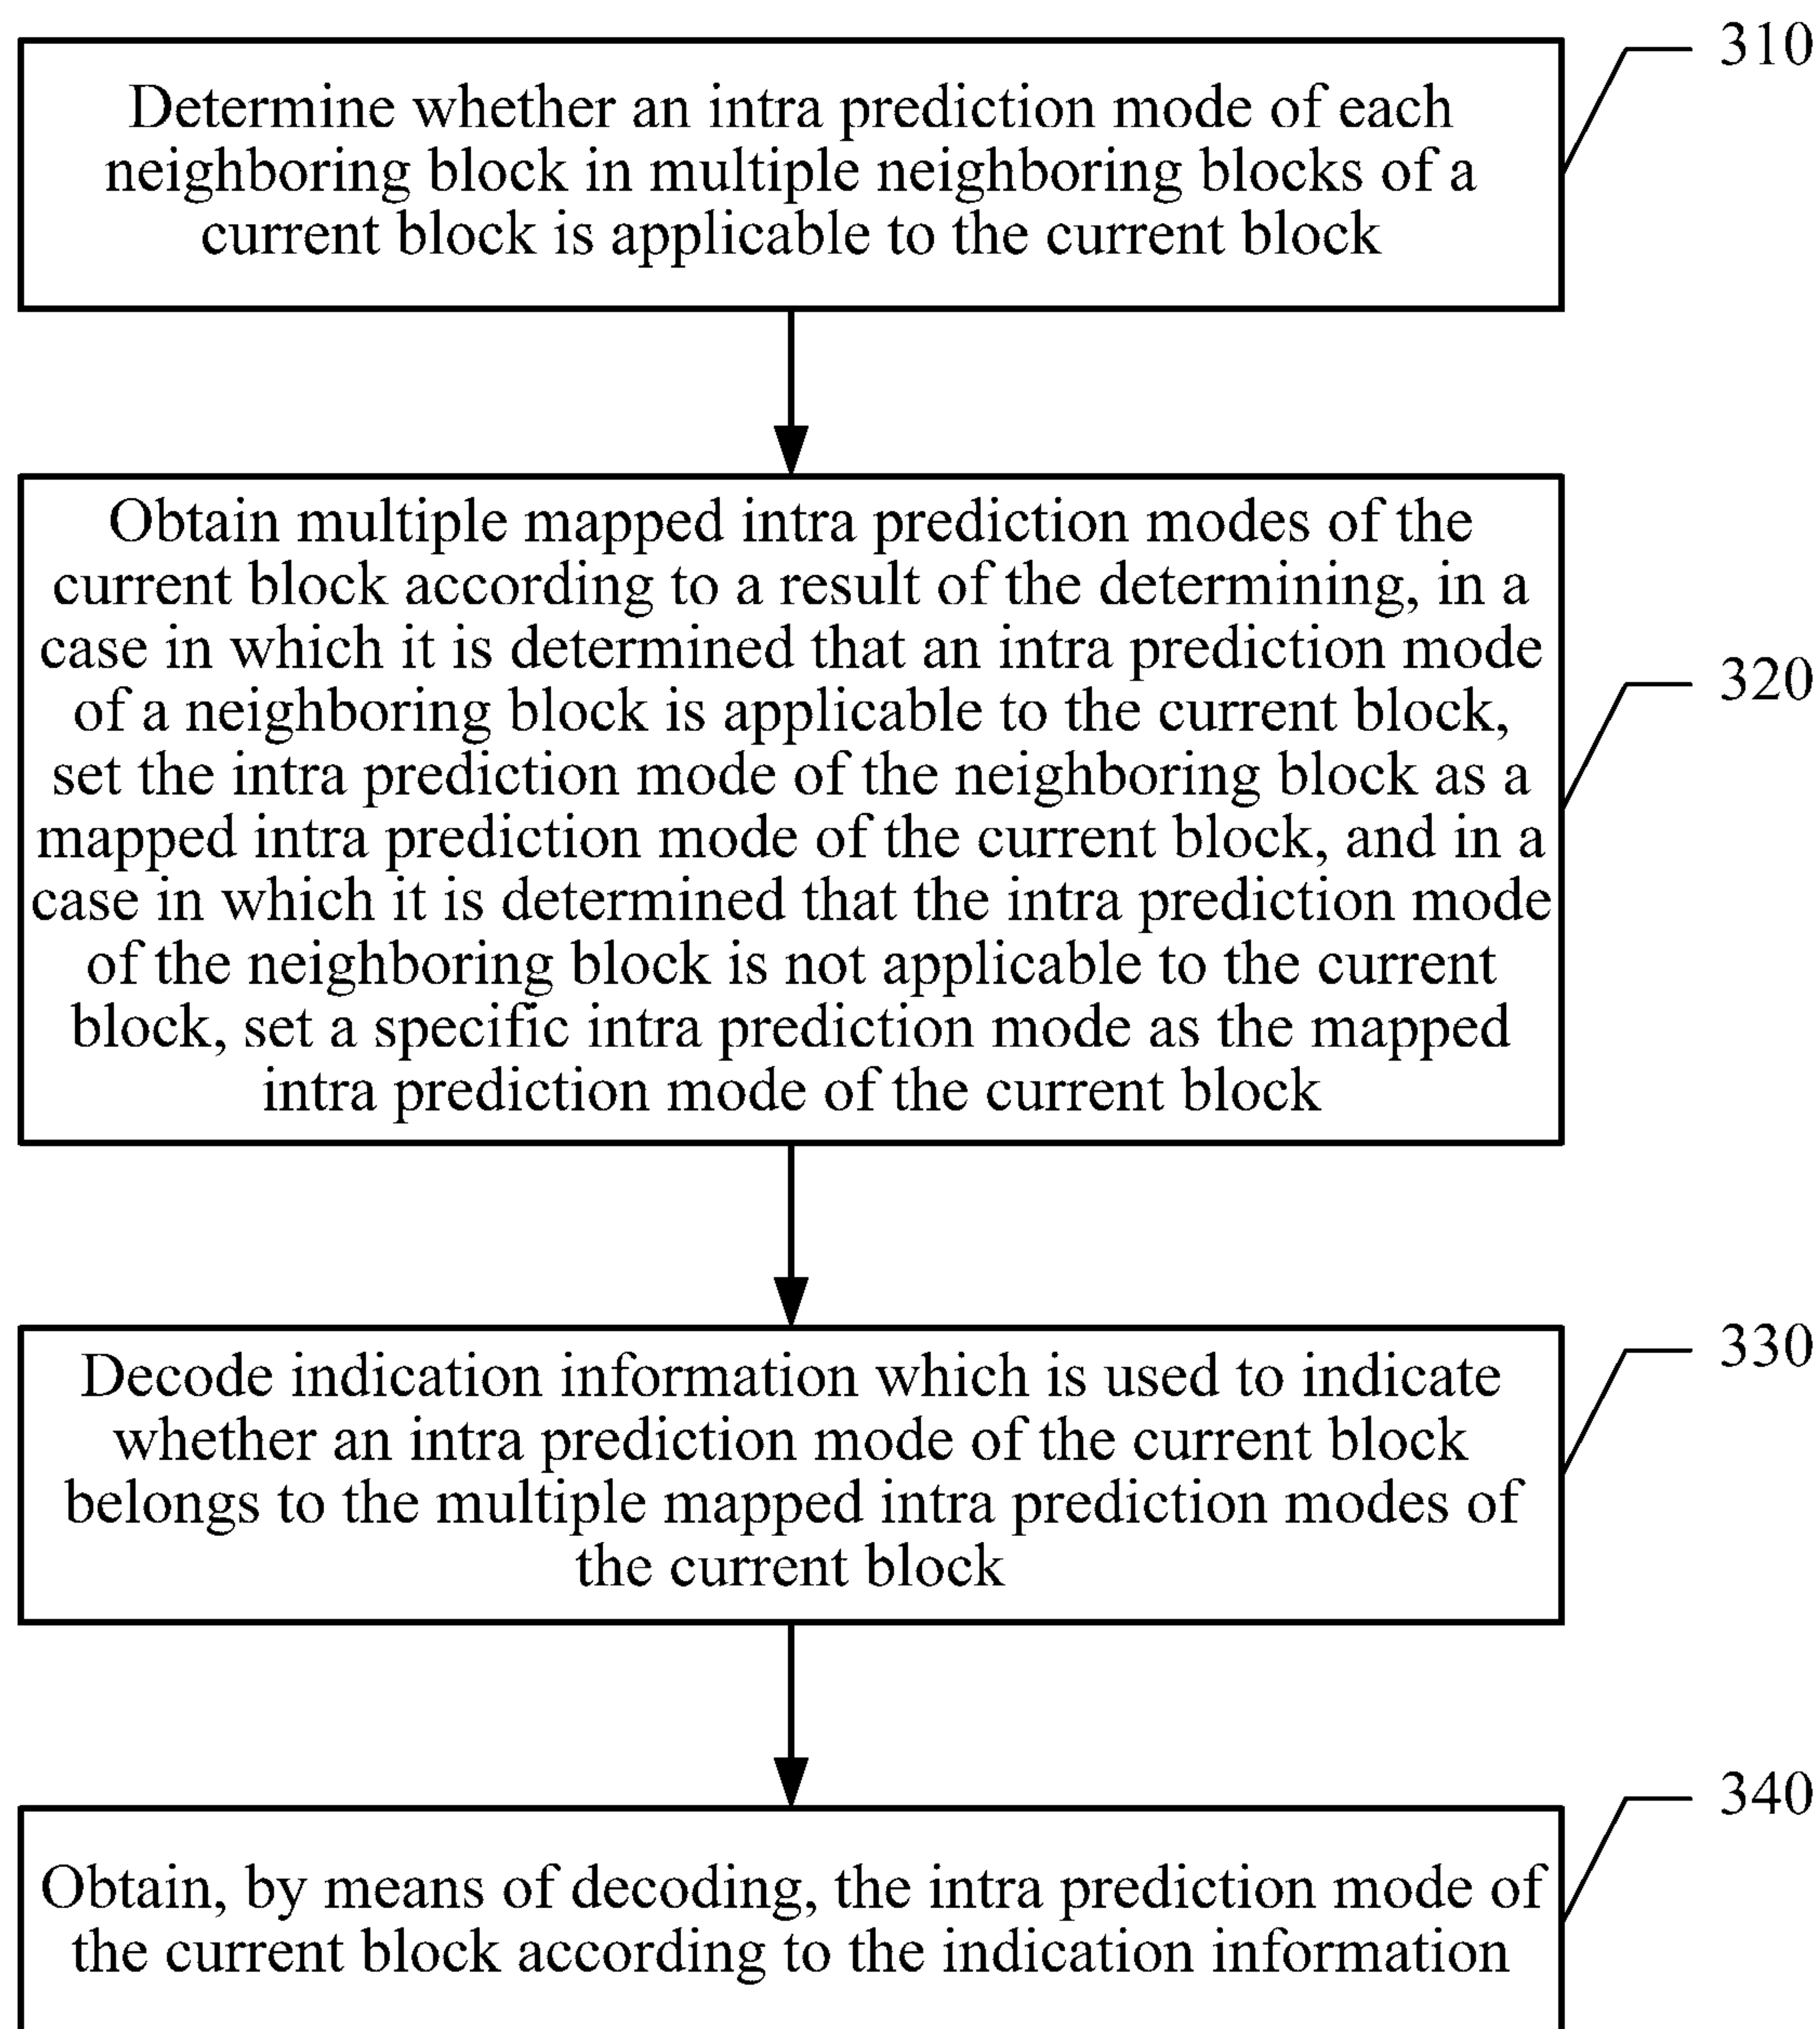 310
Determine whether an intra prediction mode of each
neighboring block in multiple neighboring blocks of a
current block is applicable to the current block
Obtain multiple mapped intra prediction modes of the
current block according to a result of the determining, in a
case in which it is determined that an intra prediction mode
of a neighboring block is applicable to the current block,
set the intra prediction mode of the neighboring block as a
mapped intra prediction mode of the current block, and in a
case in which it is determined that the intra prediction mode
of the neighboring block is not applicable to the current
block, set a specific intra prediction mode as the mapped
intra prediction mode of the current block
320
330
Decode indication information which is used to indicate
whether an intra prediction mode of the current block
belongs to the multiple mapped intra prediction modes of
the current block
340
Obtain, by means of decoding, the intra prediction mode of
the current block according to the indication information